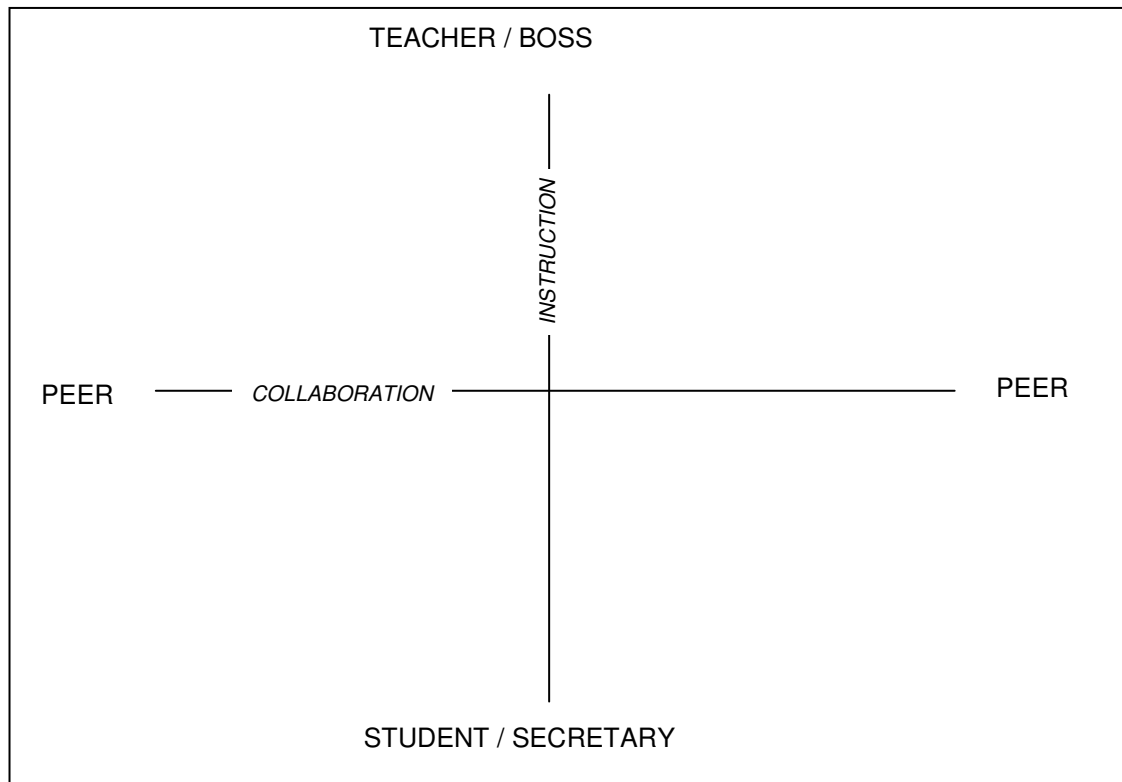 TEACHER / BOSS
INSTRUCTION
PEER
COLLABORATION
PEER
STUDENT / SECRETARY